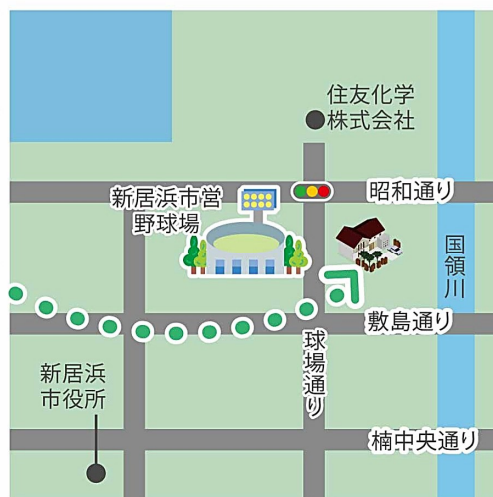 住友化学
株式会社
新居浜市営
野球場
昭和通り
国領川
敷島通り
球場通り
新居浜
市役所
楠中央通り